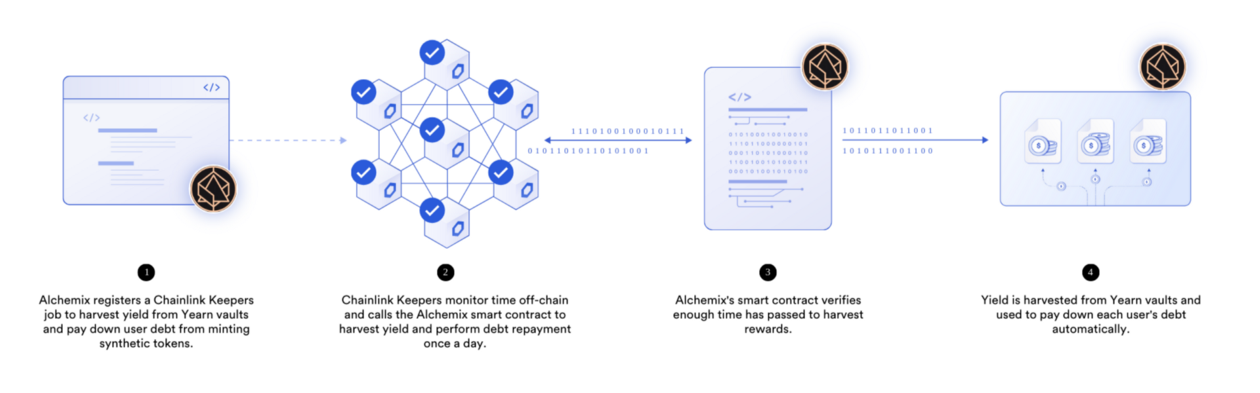 </>
</>
</>
1110100100010111
01011010110101001
1011011011001
1010111001100
010100010010010
1
Alchemix registers a Chainlink Keepers
job to harvest yield from Yearn vaults
and pay down user debt from minting
synthetic tokens.
2
Chainlink Keepers monitor time off-chain
and calls the Alchemix smart contract to
harvest yield and perform debt repayment
once a day.
3
Alchemix's smart contract verifies
enough time has passed to harvest
rewards.
4
Yield is harvested from Yearn vaults and
used to pay down each user's debt
automatically.